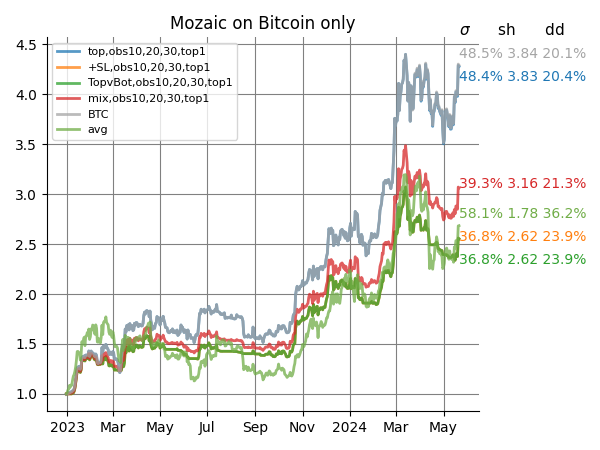 Mozaic on Bitcoin only
σ sh dd
4.5
4.0
3.5
3.0
2.5
2.0
1.5
1.0
top,obs10,20,30,top1
+SL,obs10,20,30,top1
TopvBot,obs10,20,30,top1
mix,obs10,20,30,top1
BTC
avg
48.5% 3.84 20.1%
48.4% 3.83 20.4%
39.3% 3.16 21.3%
58.1% 1.78 36.2%
36.8% 2.62 23.9%
36.8% 2.62 23.9%
2023 Mar May Jul Sep Nov 2024 Mar May